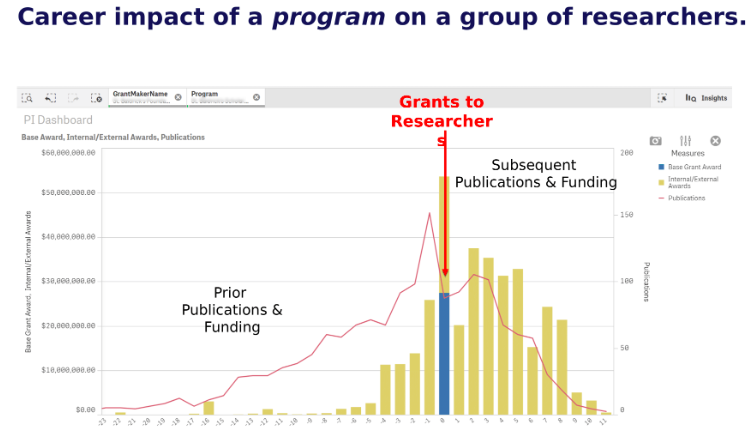 Career impact of a program on a group of researchers.
GrantMakerName
Program
Insights
PI Dashboard
Base Award, Internal/External Awards, Publications
Grants to
Researcher
s
Subsequent
Publications & Funding
Prior
Publications &
Funding
Measures
Base Grant Award
Internal/External
Awards
Publications
Base Grant Award, Internal/External Awards
$60,000,000.00
$50,000,000.00
$40,000,000.00
$30,000,000.00
$20,000,000.00
$10,000,000.00
$0.00
200
150
100
50
0
Publications
-23 -22 -21 -20 -19 -18 -17 -16 -15 -14 -13 -12 -11 -10 -9 -8 -7 -6 -5 -4 -3 -2 -1 0 1 2 3 4 5 6 7 8 9 10 11